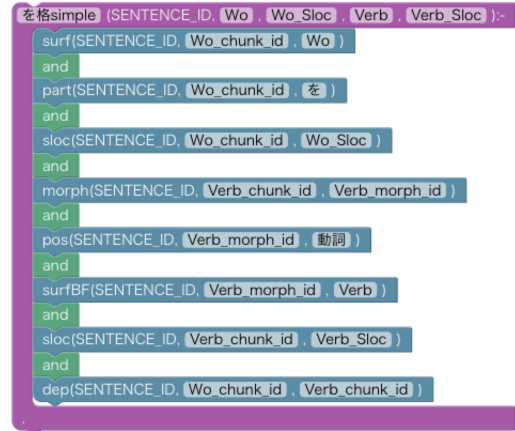 を格simple (SENTENCE_ID, Wo , Wo_Sloc , Verb , Verb_Sloc ):-
surf(SENTENCE_ID, Wo_chunk_id , Wo )
and
part(SENTENCE_ID, Wo_chunk_id , を )
and
sloc(SENTENCE_ID, Wo_chunk_id , Wo_Sloc )
and
morph(SENTENCE_ID, Verb_chunk_id , Verb_morph_id )
and
pos(SENTENCE_ID, Verb_morph_id , 動詞 )
and
surfBF(SENTENCE_ID, Verb_morph_id , Verb )
and
sloc(SENTENCE_ID, Verb_chunk_id , Verb_Sloc )
and
dep(SENTENCE_ID, Wo_chunk_id , Verb_chunk_id )
.